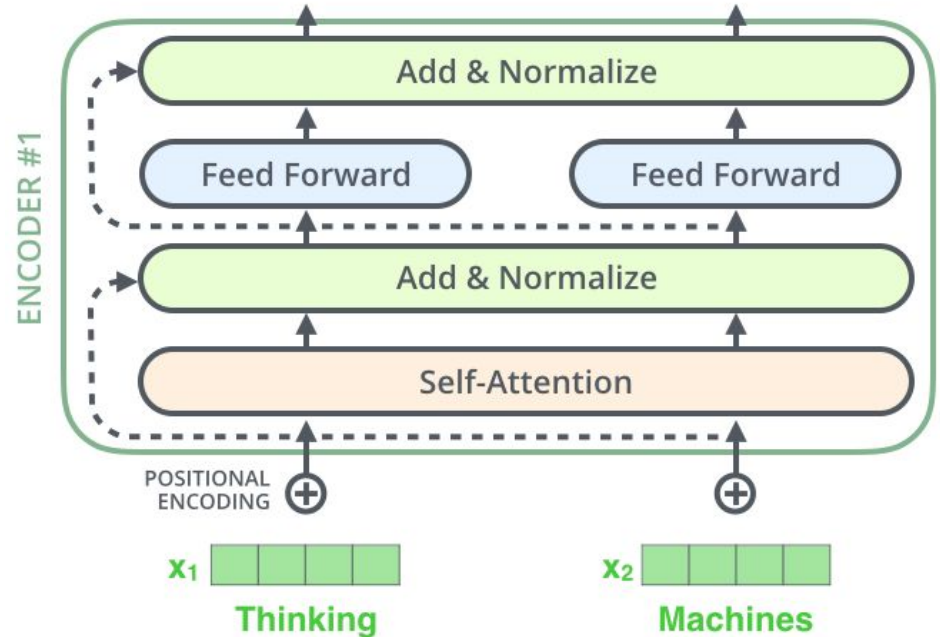 Add & Normalize
Feed Forward Feed Forward
ENCODER #1
Add & Normalize
Self-Attention
POSITIONAL
ENCODING
x₁ x₂
Thinking Machines